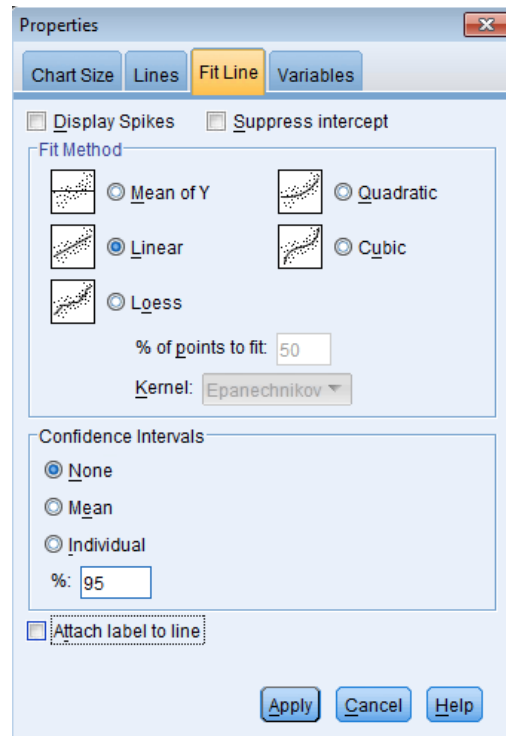 Properties
Chart Size Lines Fit Line Variables
Display Spikes Suppress intercept
Fit Method
Mean of Y Quadratic
Linear Cubic
Loess
% of points to fit: 50
Kernel: Epanechnikov
Confidence Intervals
None
Mean
Individual
%: 95
Attach label to line
Apply Cancel Help